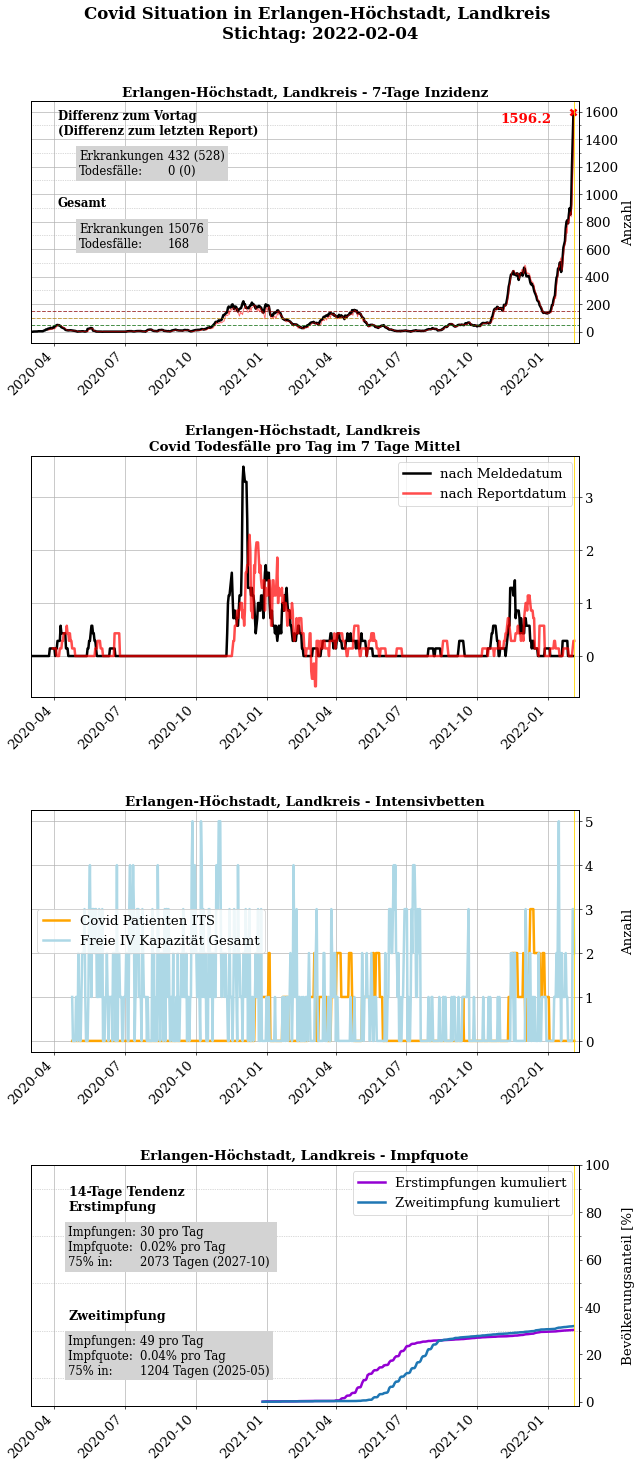 Covid Situation in Erlangen-Höchstadt, Landkreis
Stichtag: 2022-02-04
Erlangen-Höchstadt, Landkreis - 7-Tage Inzidenz
Differenz zum Vortag
(Differenz zum letzten Report)
Erkrankungen 432 (528)
Todesfälle: 0 (0)
Gesamt
Erkrankungen 15076
Todesfälle: 168
1596.2
1600
1400
1200
1000
800
600
400
200
0
Anzahl
2020-04
2020-07
2020-10
2021-01
2021-04
2021-07
2021-10
2022-01
Erlangen-Höchstadt, Landkreis
Covid Todesfälle pro Tag im 7 Tage Mittel
nach Meldedatum
nach Reportdatum
3
2
1
0
2020-04
2020-07
2020-10
2021-01
2021-04
2021-07
2021-10
2022-01
Erlangen-Höchstadt, Landkreis - Intensivbetten
Covid Patienten ITS
Freie IV Kapazität Gesamt
5
4
3
2
1
0
Anzahl
2020-04
2020-07
2020-10
2021-01
2021-04
2021-07
2021-10
2022-01
Erlangen-Höchstadt, Landkreis - Impfquote
14-Tage Tendenz
Erstimpfung
Impfungen: 30 pro Tag
Impfquote: 0.02% pro Tag
75% in: 2073 Tagen (2027-10)
Zweitimpfung
Impfungen: 49 pro Tag
Impfquote: 0.04% pro Tag
75% in: 1204 Tagen (2025-05)
Erstimpfungen kumuliert
Zweitimpfung kumuliert
100
80
60
40
20
0
Bevölkerungsanteil [%]
2020-04
2020-07
2020-10
2021-01
2021-04
2021-07
2021-10
2022-01